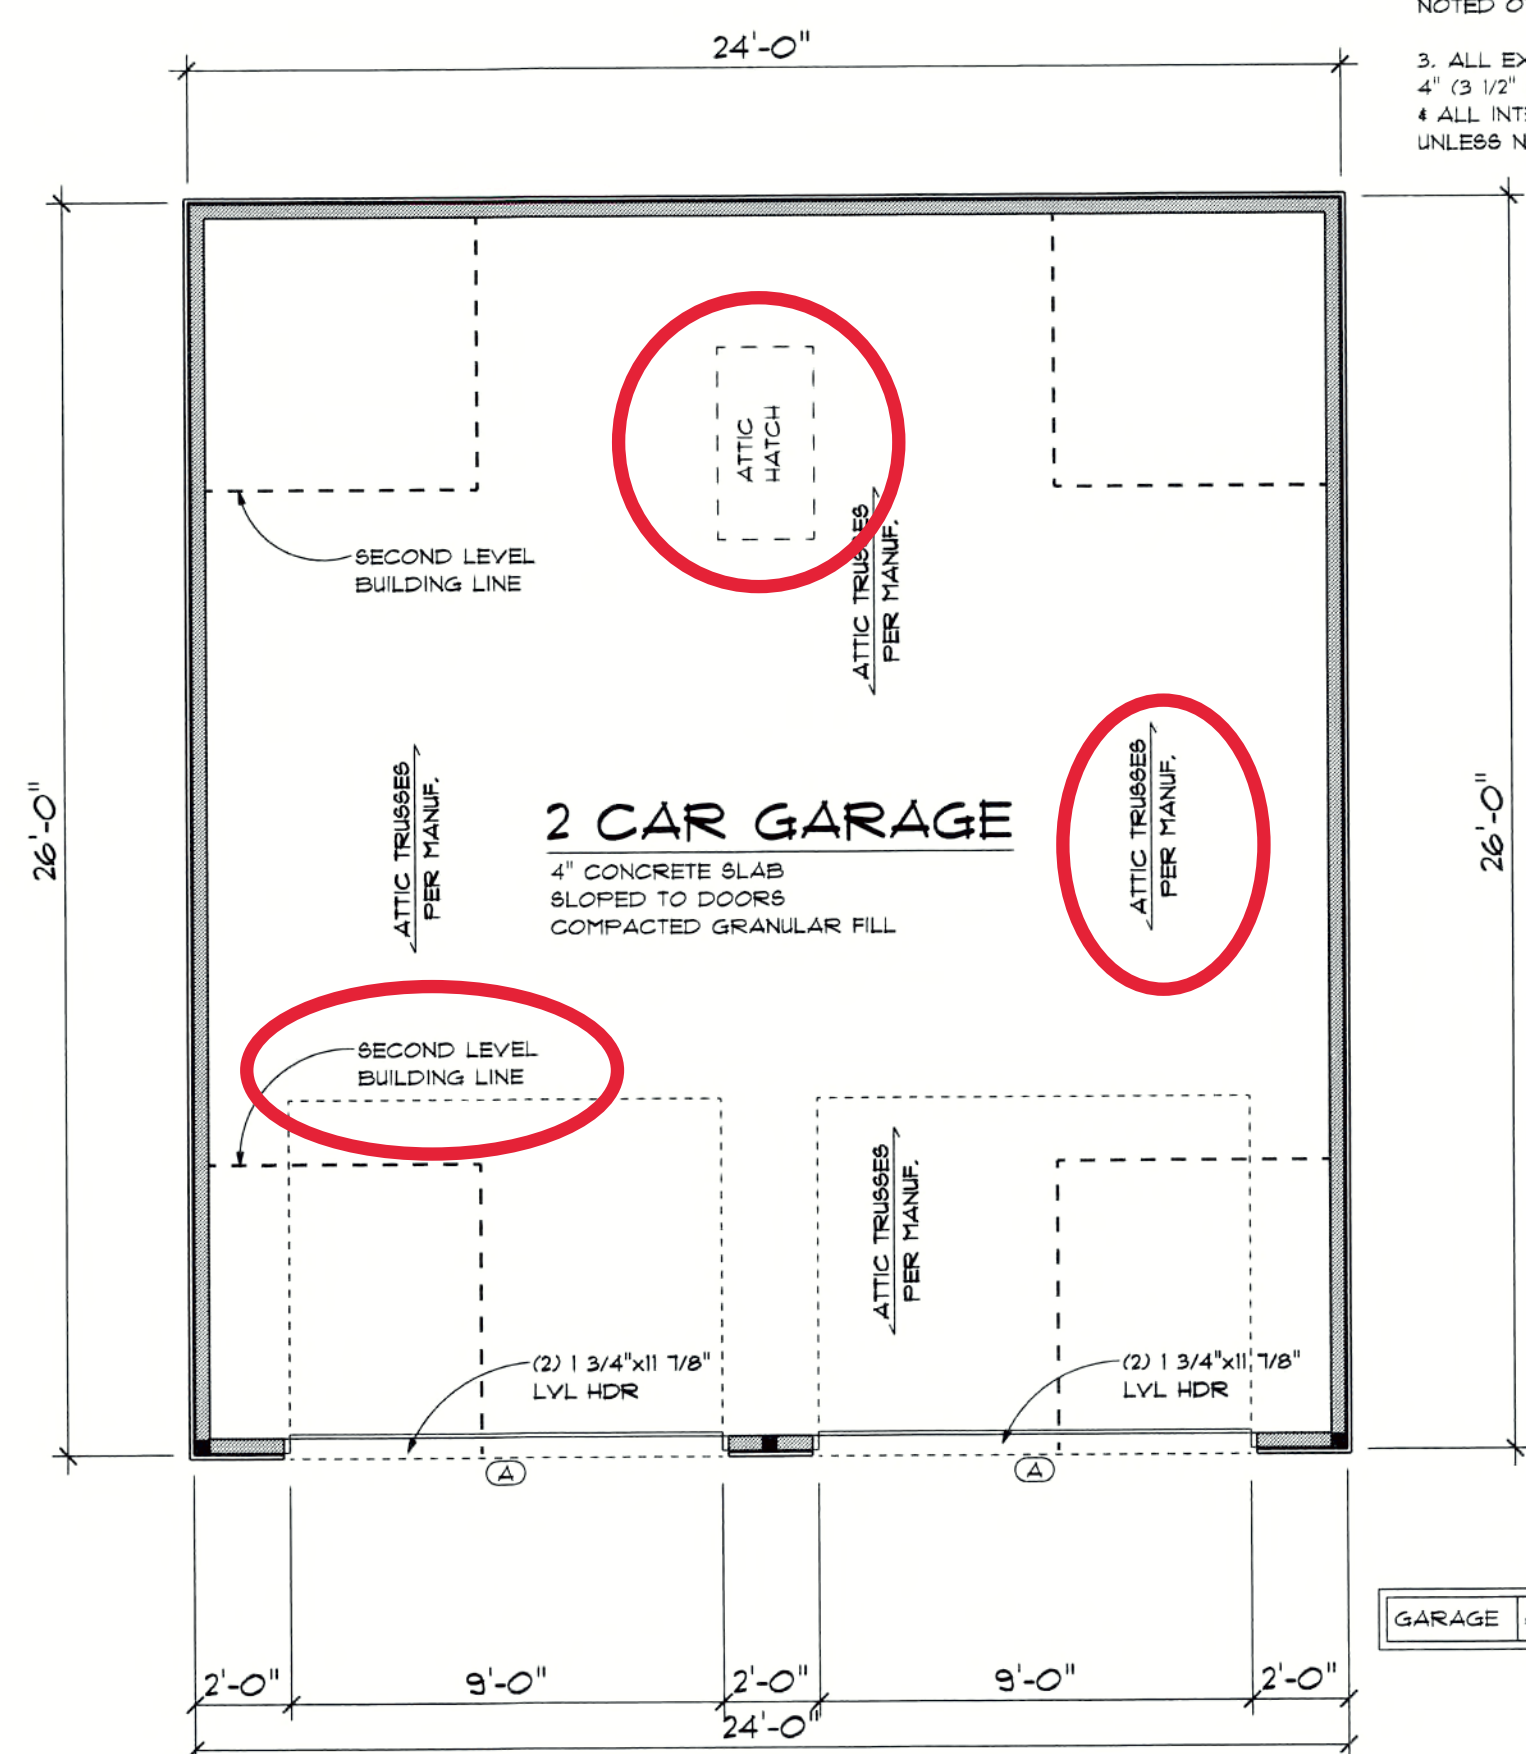 NOTED O
24'-0"
3. ALL EX
4" (3 1/2"
& ALL INT
UNLESS N
ATTIC
HATCH
ATTIC TRUSSES
PER MANUF.
SECOND LEVEL
BUILDING LINE
26'-0"
ATTIC TRUSSES
PER MANUF.
2 CAR GARAGE
4" CONCRETE SLAB
SLOPED TO DOORS
COMPACTED GRANULAR FILL
ATTIC TRUSSES
PER MANUF.
26'-0"
SECOND LEVEL
BUILDING LINE
ATTIC TRUSSES
PER MANUF.
(2) 1 3/4"x11 7/8"
LVL HDR
(2) 1 3/4"x11 7/8"
LVL HDR
A
A
GARAGE
2'-0" 9'-0" 2'-0" 9'-0" 2'-0"
24'-0"